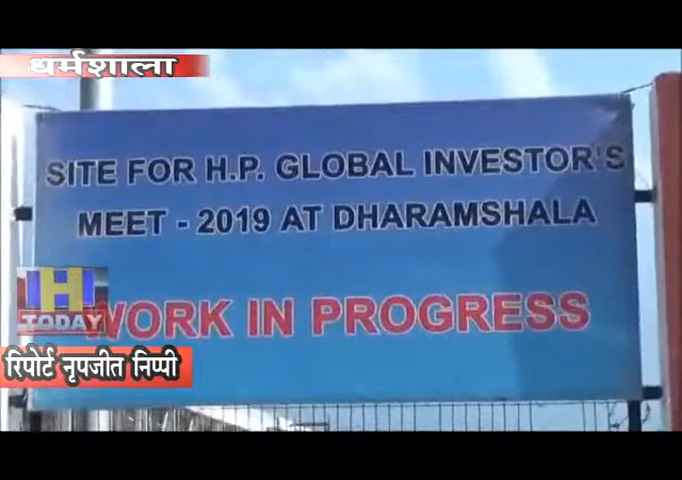 धर्मशाला
SITE FOR H.P. GLOBAL INVESTOR'S
MEET - 2019 AT DHARAMSHALA
WORK IN PROGRESS
H
TODAY
रिपोर्ट नृपजीत निप्पी